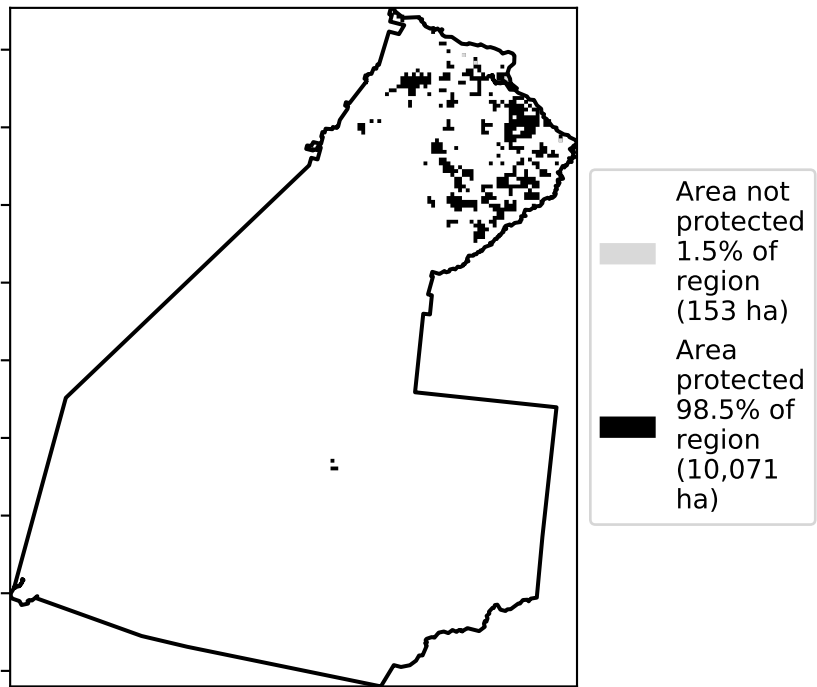 Area not
protected
1.5% of
region
(153 ha)
Area
protected
98.5% of
region
(10,071
ha)